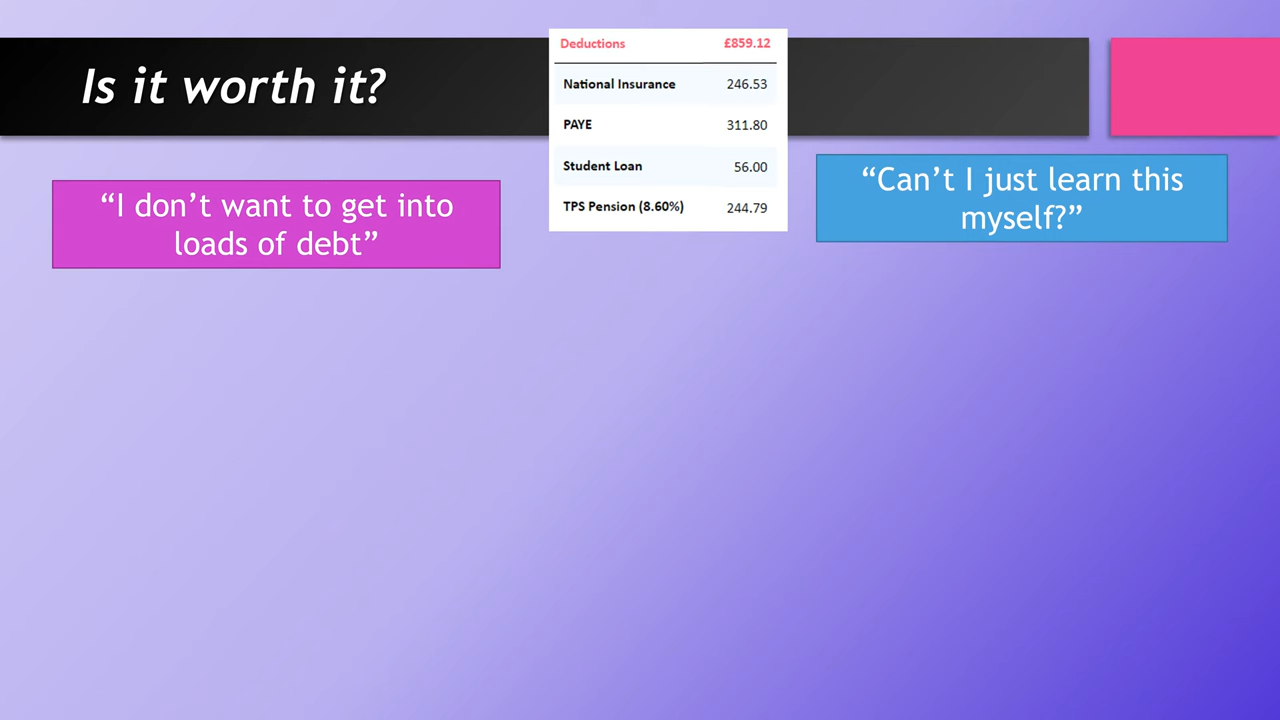 Is it worth it?
Deductions £859.12
National Insurance 246.53
PAYE 311.80
Student Loan 56.00
TPS Pension (8.60%) 244.79
“I don’t want to get into
loads of debt”
“Can’t I just learn this
myself?”